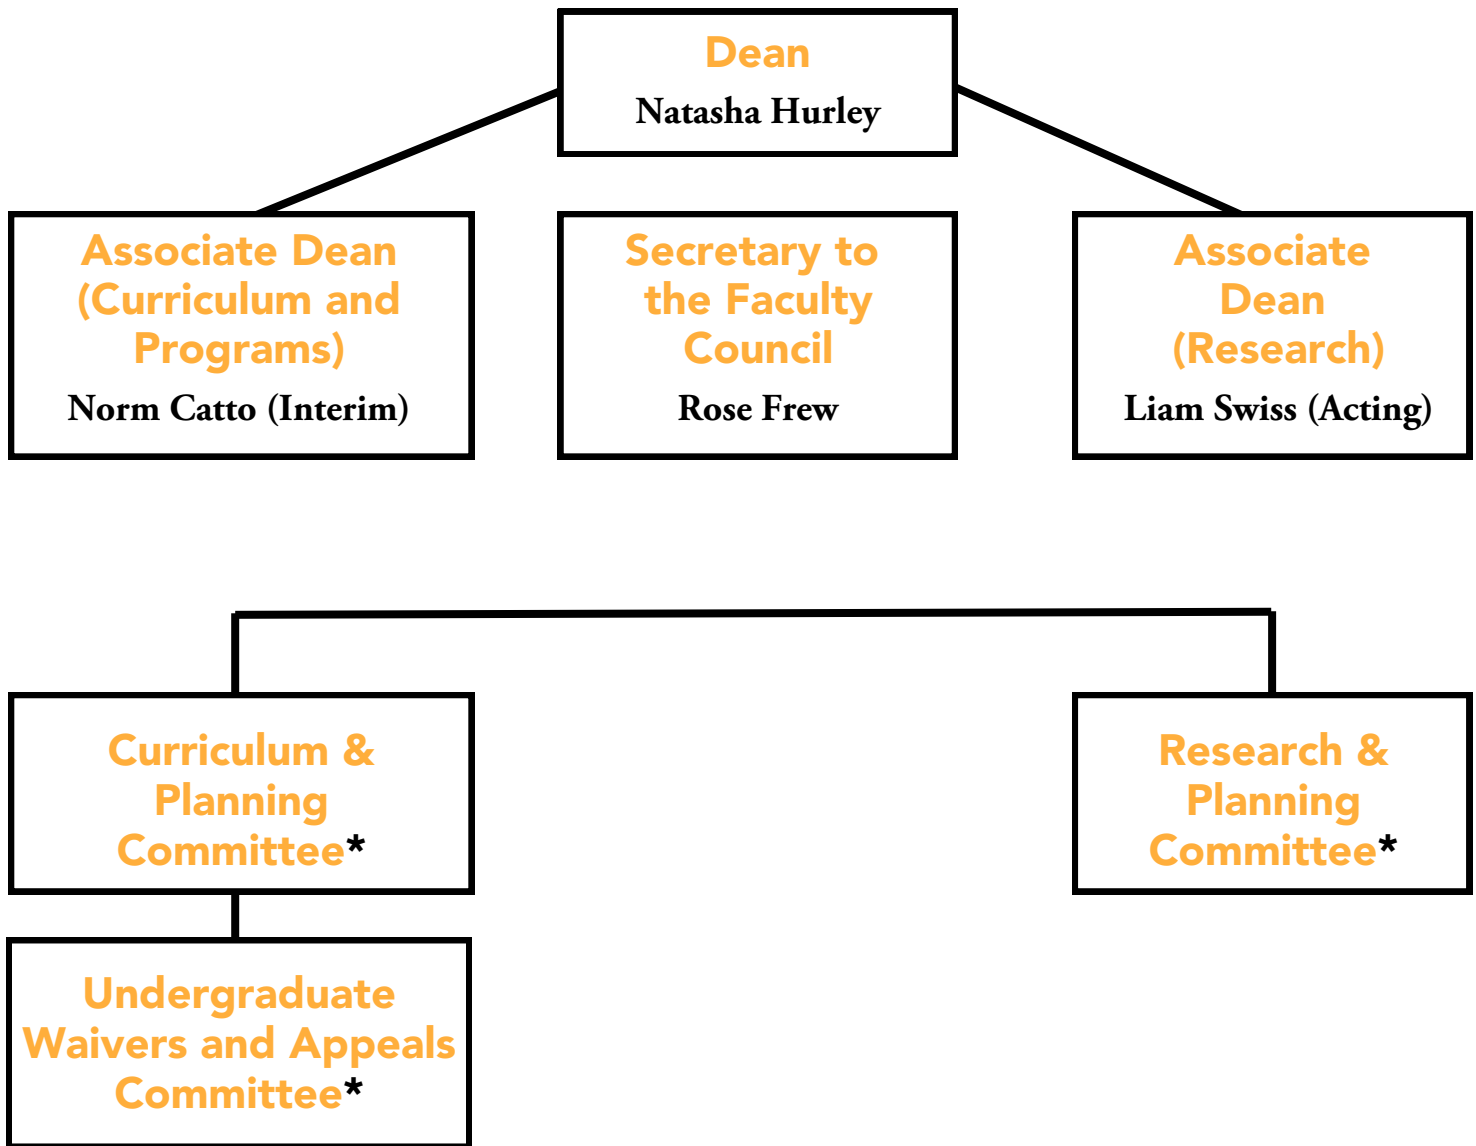 Dean
Natasha Hurley
Associate Dean
(Curriculum and
Programs)
Norm Catto (Interim)
Secretary to
the Faculty
Council
Rose Frew
Associate
Dean
(Research)
Liam Swiss (Acting)
Curriculum &
Planning
Committee*
Research &
Planning
Committee*
Undergraduate
Waivers and Appeals
Committee*